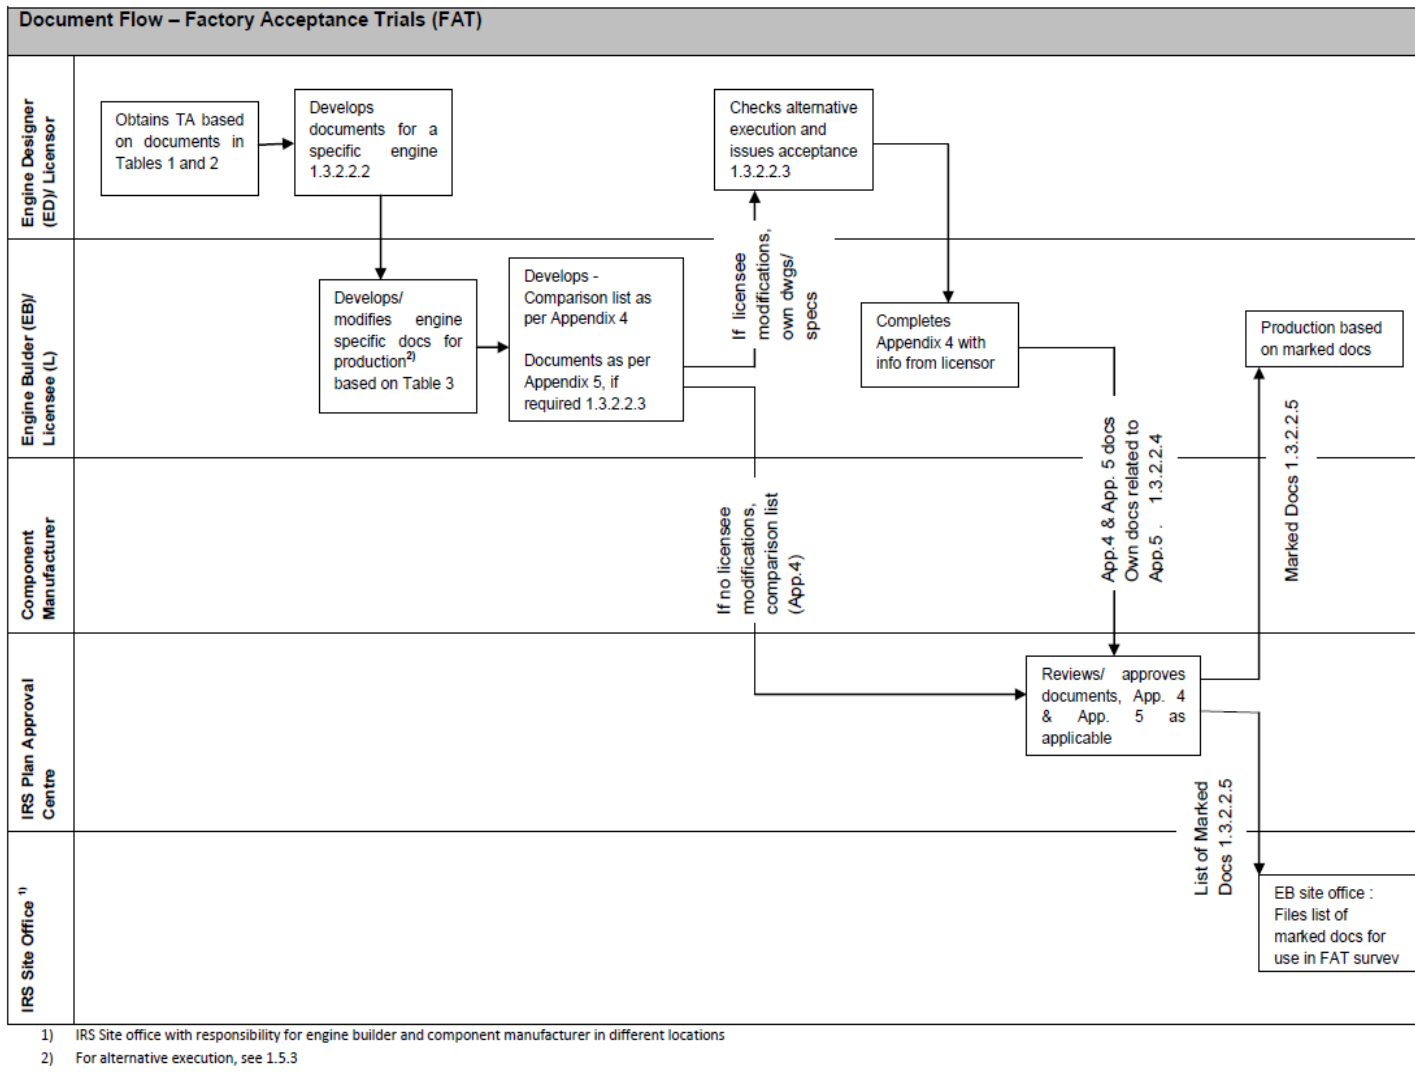 Document Flow – Factory Acceptance Trials (FAT)
Engine Designer
(ED)/ Licensor
Obtains TA based
on documents in
Tables 1 and 2
Develops
documents for a
specific engine
1.3.2.2.2
Checks alternative
execution and
issues acceptance
1.3.2.2.3
If licensee
modifications,
own dwgs/
specs
Engine Builder (EB)/
Licensee (L)
Develops/
modifies engine
specific docs for
production2)
based on Table 3
Develops -
Comparison list as
per Appendix 4
Documents as per
Appendix 5, if
required 1.3.2.2.3
Completes
Appendix 4 with
info from licensor
Production based
on marked docs
Component
Manufacturer
If no licensee
modifications,
comparison list
(App.4)
App.4 & App. 5 docs
Own docs related to
App.5 . 1.3.2.2.4
Marked Docs 1.3.2.2.5
IRS Plan Approval
Centre
Reviews/ approves
documents, App. 4
& App. 5 as
applicable
List of Marked
Docs 1.3.2.2.5
IRS Site Office 1)
EB site office :
Files list of
marked docs for
use in FAT survey
1) IRS Site office with responsibility for engine builder and component manufacturer in different locations
2) For alternative execution, see 1.5.3